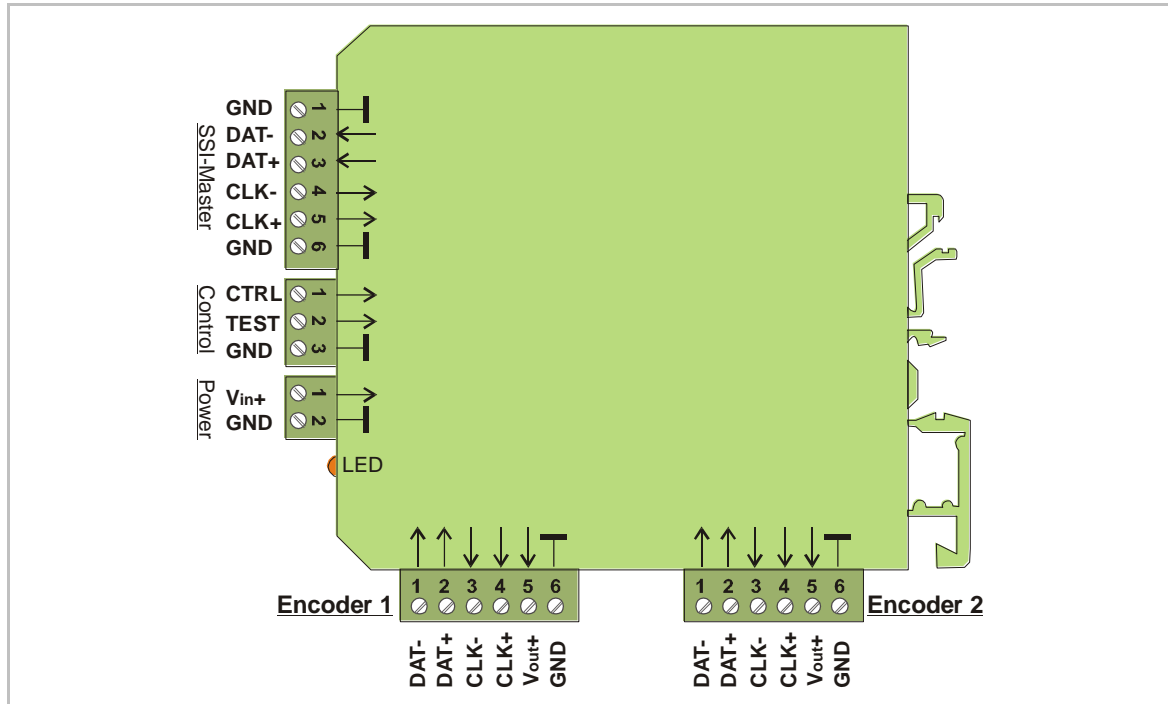 SSI-Master
GND 1
DAT- 2
DAT+ 3
CLK- 4
CLK+ 5
GND 6
Control
CTRL 1
TEST 2
GND 3
Power
Vin+ 1
GND 2
LED
Encoder 1
1 2 3 4 5 6
DAT- DAT+ CLK- CLK+ Vout+ GND
Encoder 2
1 2 3 4 5 6
DAT- DAT+ CLK- CLK+ Vout+ GND